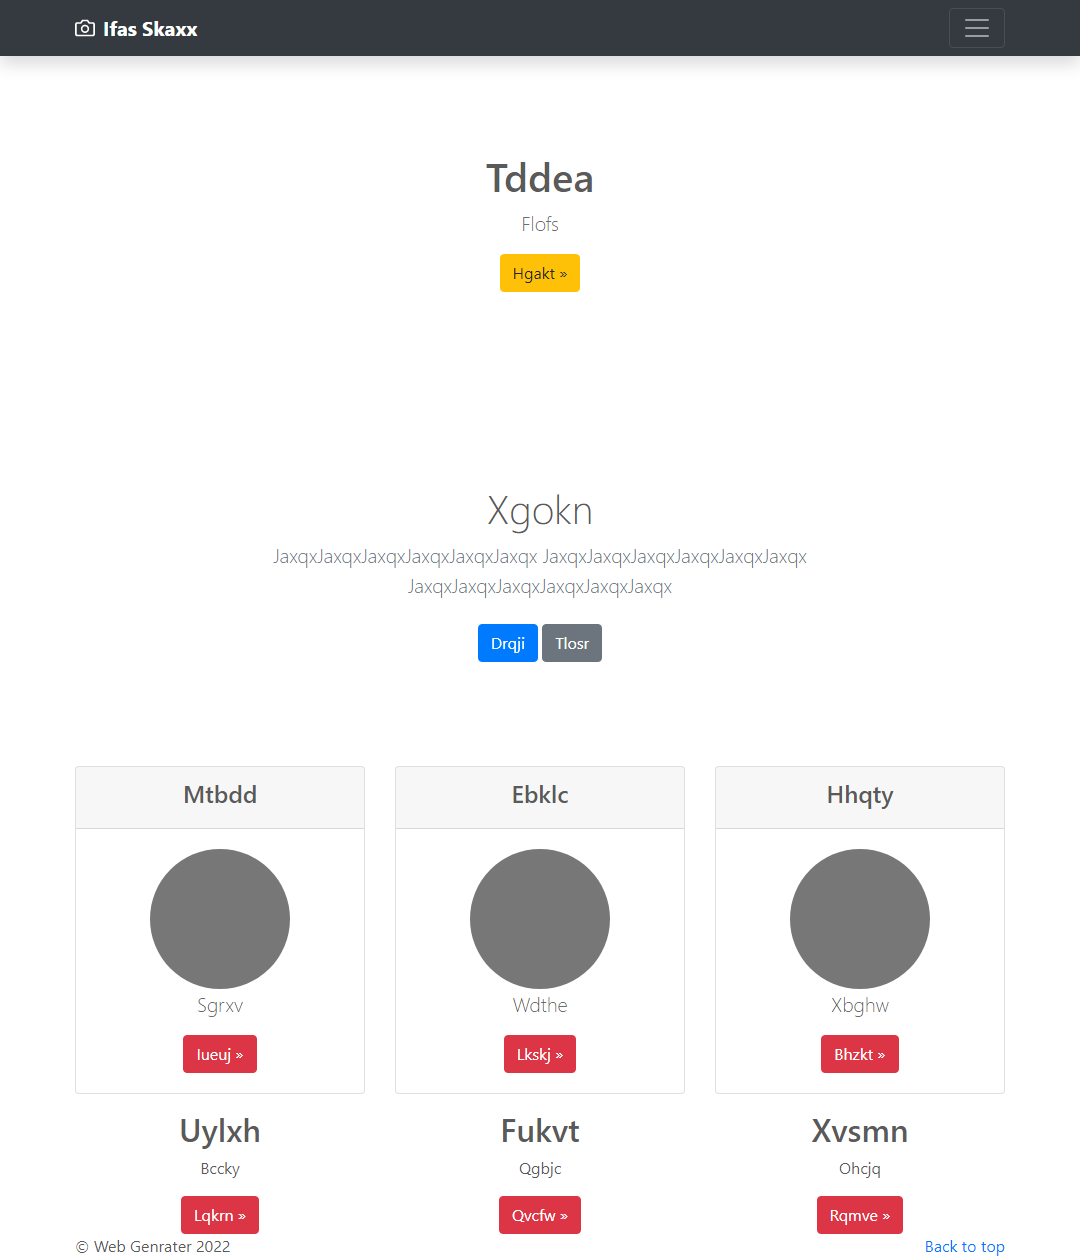 Ifas Skaxx
Tddea
Flofs
Hgakt »
Xgokn
JaxqxJaxqxJaxqxJaxqxJaxqxJaxqx JaxqxJaxqxJaxqxJaxqxJaxqxJaxqx
JaxqxJaxqxJaxqxJaxqxJaxqxJaxqx
Drqji Tlosr
Mtbdd Ebklc Hhqty
Sgrxv Wdthe Xbghw
Iueuj » Lkskj » Bhzkt »
Uylxh Fukvt Xvsmn
Bccky Qgbjc Ohcjq
Lqkrn » Qvcfw » Rqmve »
© Web Genrater 2022 Back to top